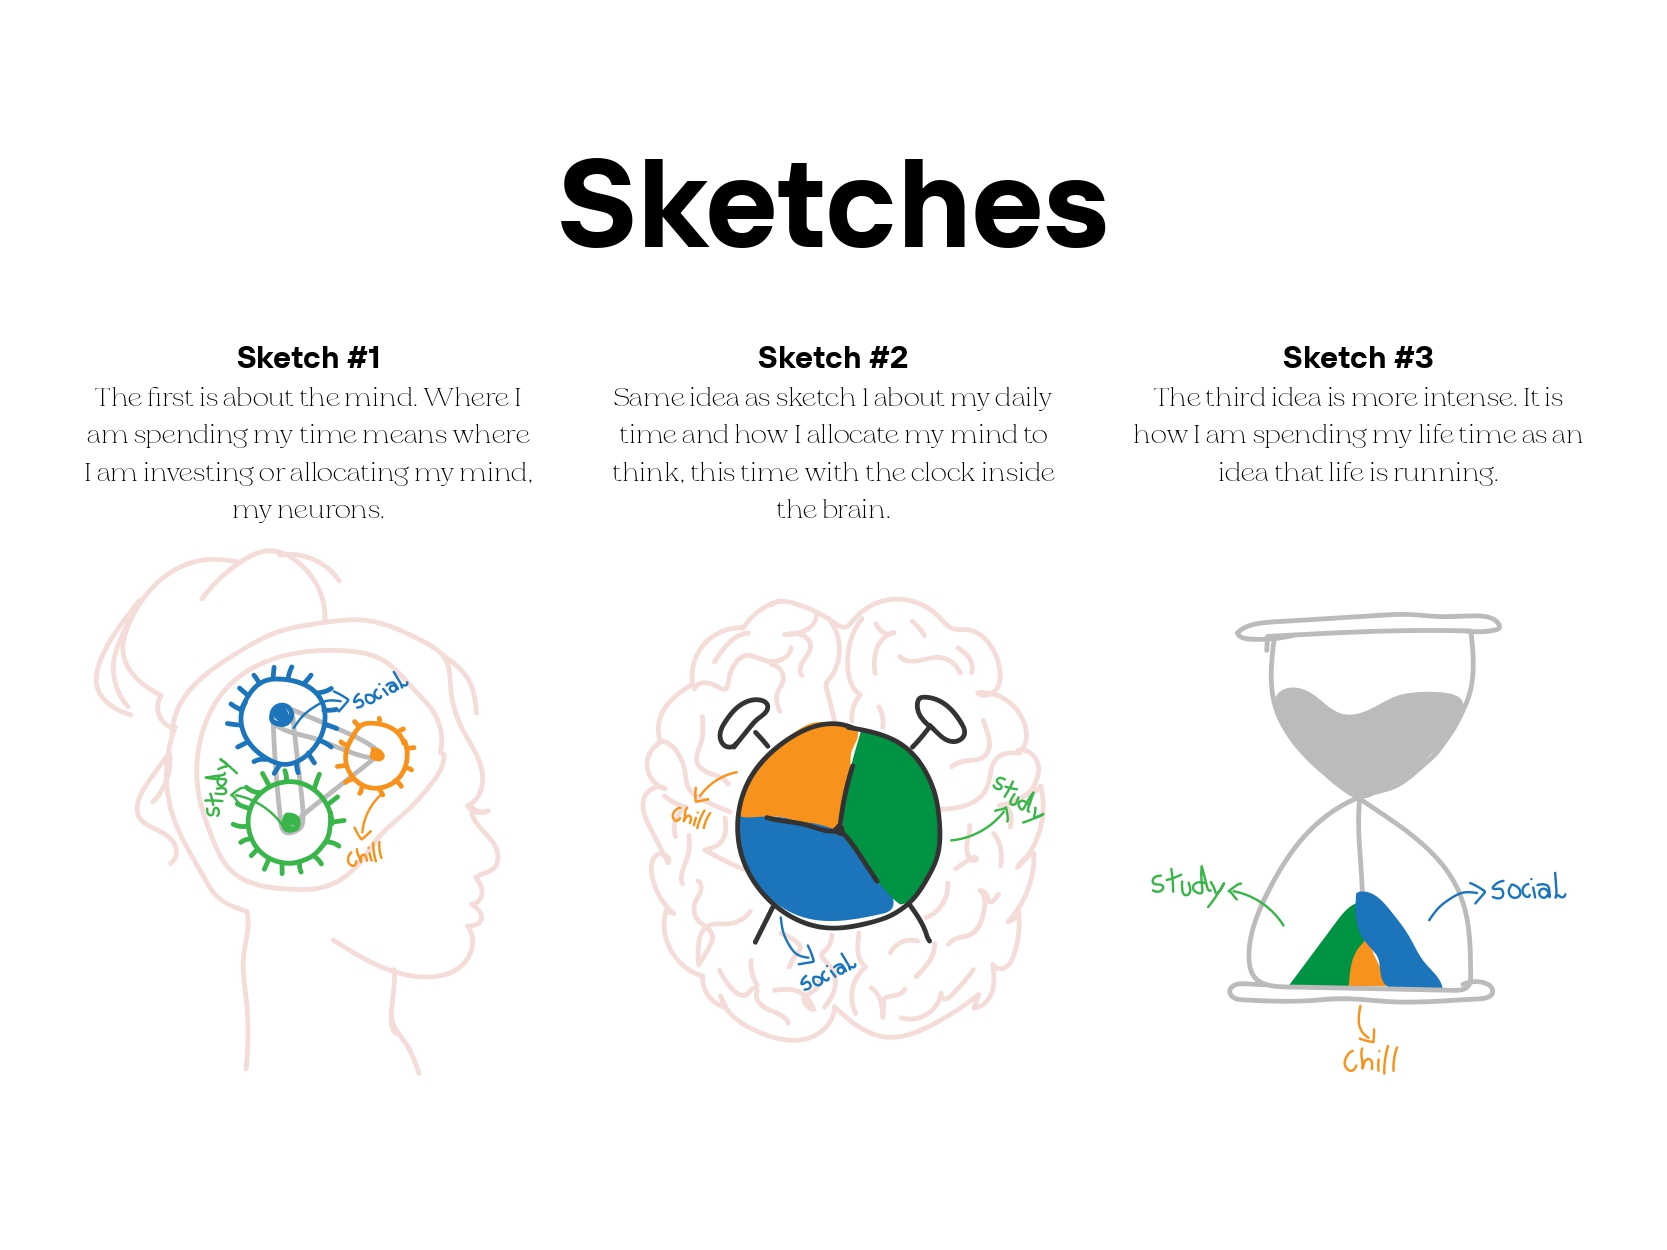 Sketches
Sketch #1
The first is about the mind. Where I
am spending my time means where
I am investing or allocating my mind,
my neurons.
Sketch #2
Same idea as sketch 1 about my daily
time and how I allocate my mind to
think, this time with the clock inside
the brain.
Sketch #3
The third idea is more intense. It is
how I am spending my life time as an
idea that life is running.
Social
Study
Chill
Chill
Study
Social
Study
Social
Chill